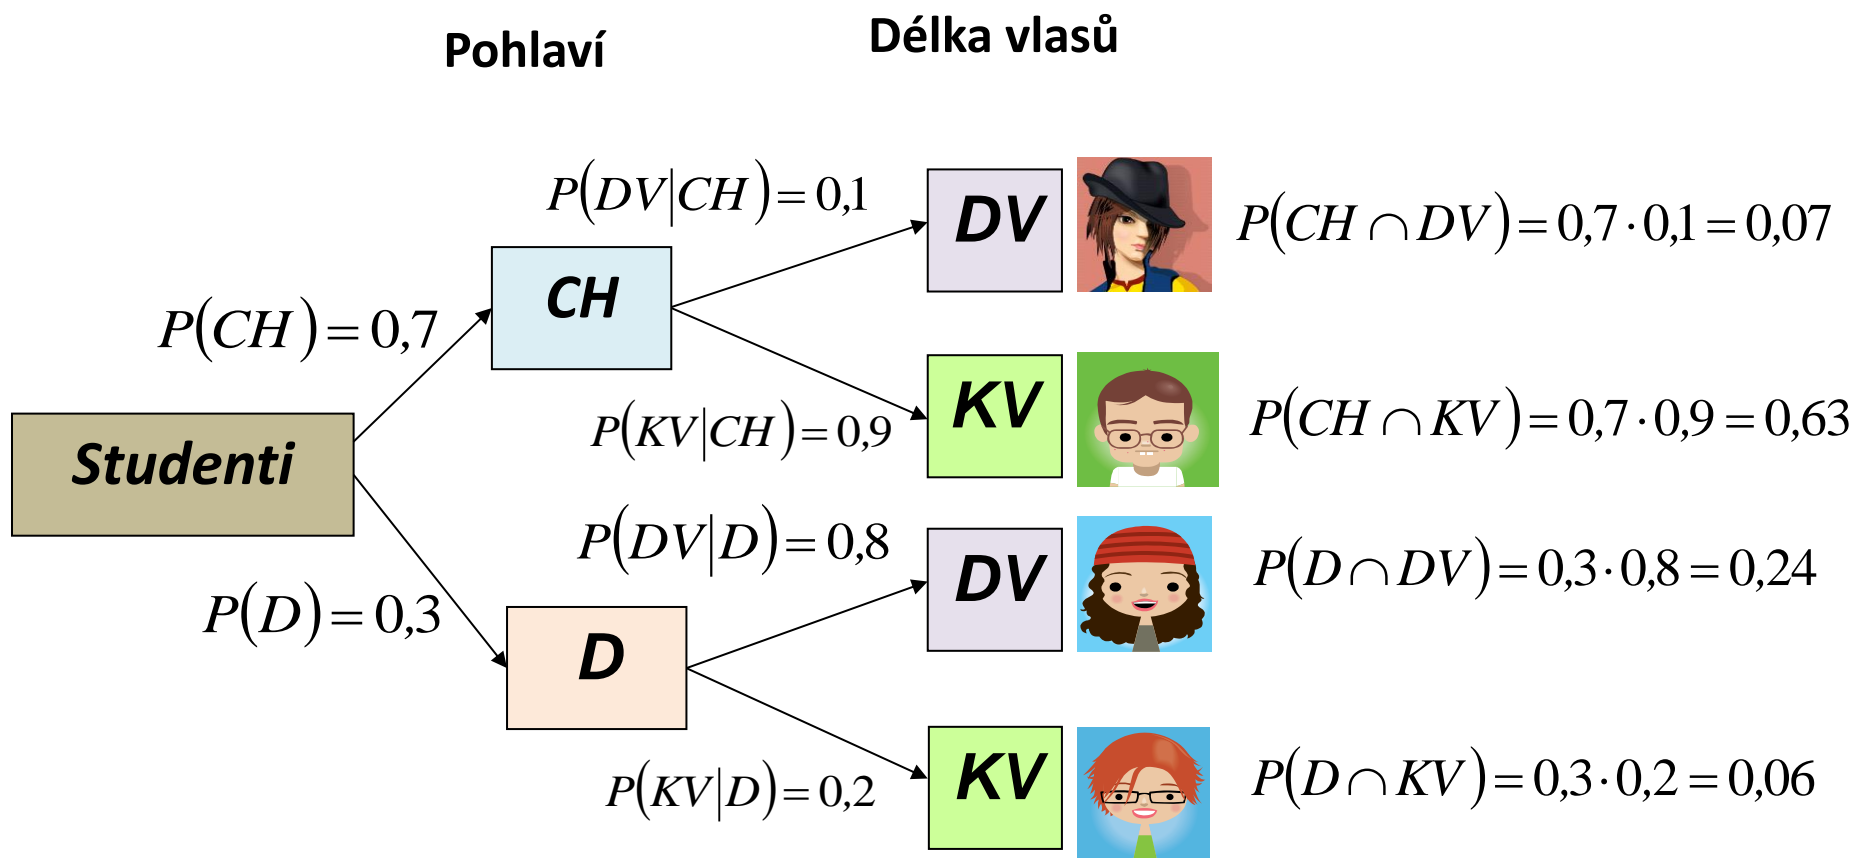 Pohlaví
Délka vlasů
P(DV|CH) = 0,1
DV
P(CH ∩ DV) = 0,7 · 0,1 = 0,07
CH
P(CH) = 0,7
KV
P(CH ∩ KV) = 0,7 · 0,9 = 0,63
P(KV|CH) = 0,9
Studenti
P(DV|D) = 0,8
DV
P(D ∩ DV) = 0,3 · 0,8 = 0,24
P(D) = 0,3
D
KV
P(D ∩ KV) = 0,3 · 0,2 = 0,06
P(KV|D) = 0,2